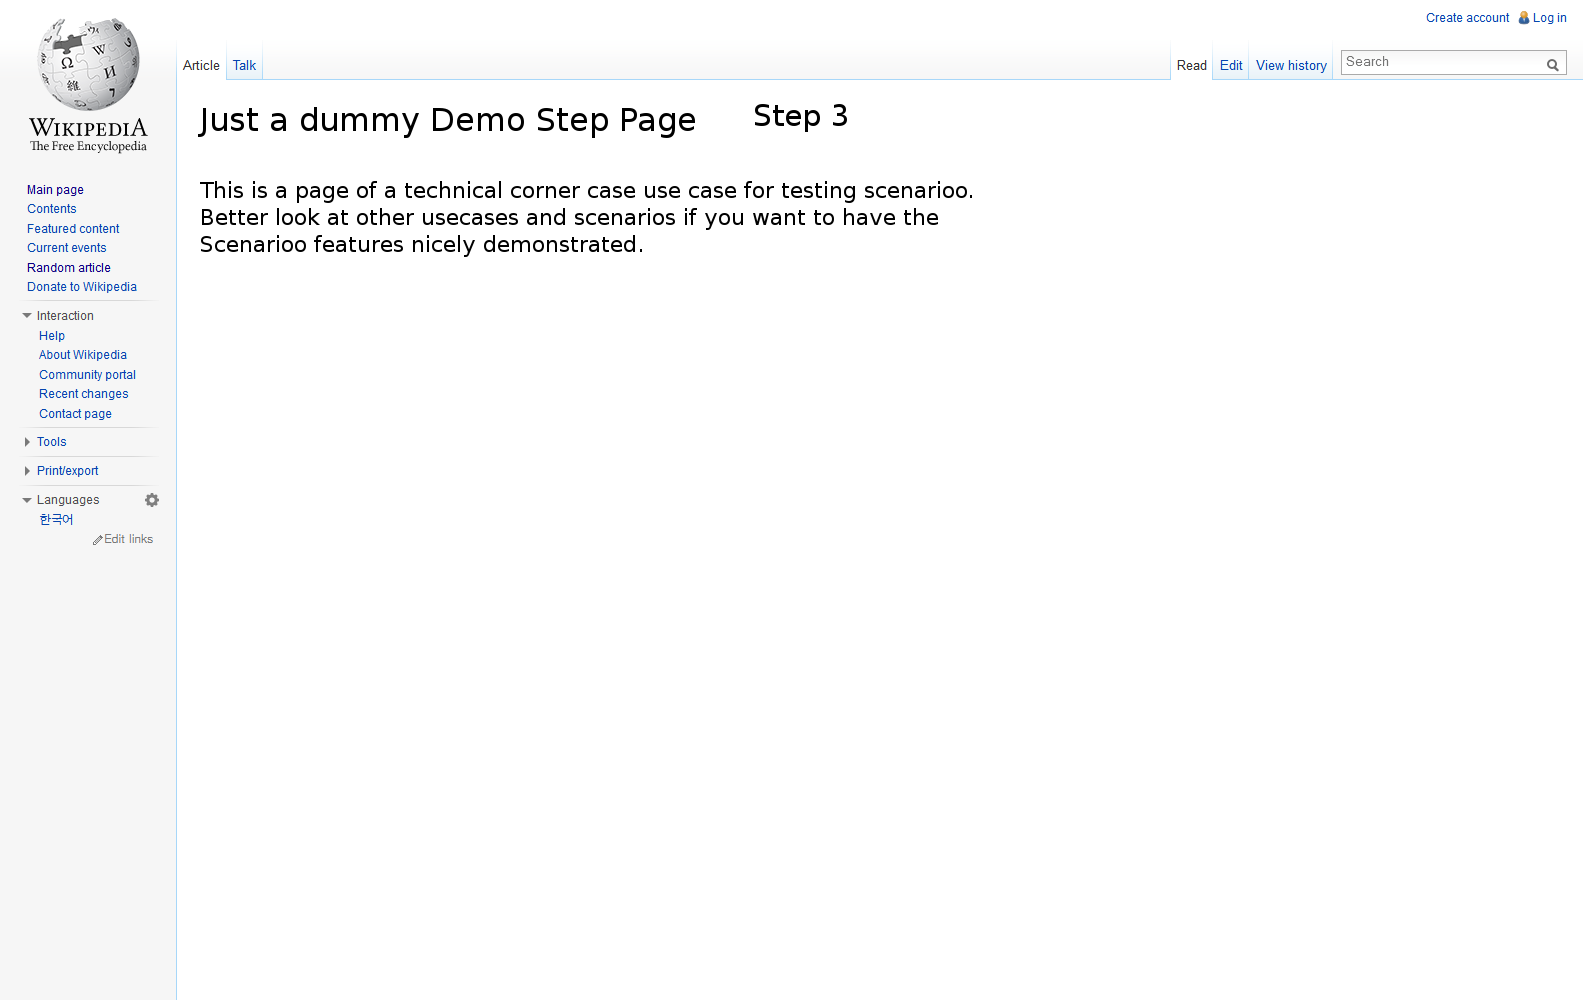 Create account Log in
Article Talk Read Edit View history Search
WIKIPEDIA
The Free Encyclopedia
Main page
Contents
Featured content
Current events
Random article
Donate to Wikipedia
Interaction
Help
About Wikipedia
Community portal
Recent changes
Contact page
Tools
Print/export
Languages
한국어
Edit links
Just a dummy Demo Step Page Step 3
This is a page of a technical corner case use case for testing scenarioo.
Better look at other usecases and scenarios if you want to have the
Scenarioo features nicely demonstrated.